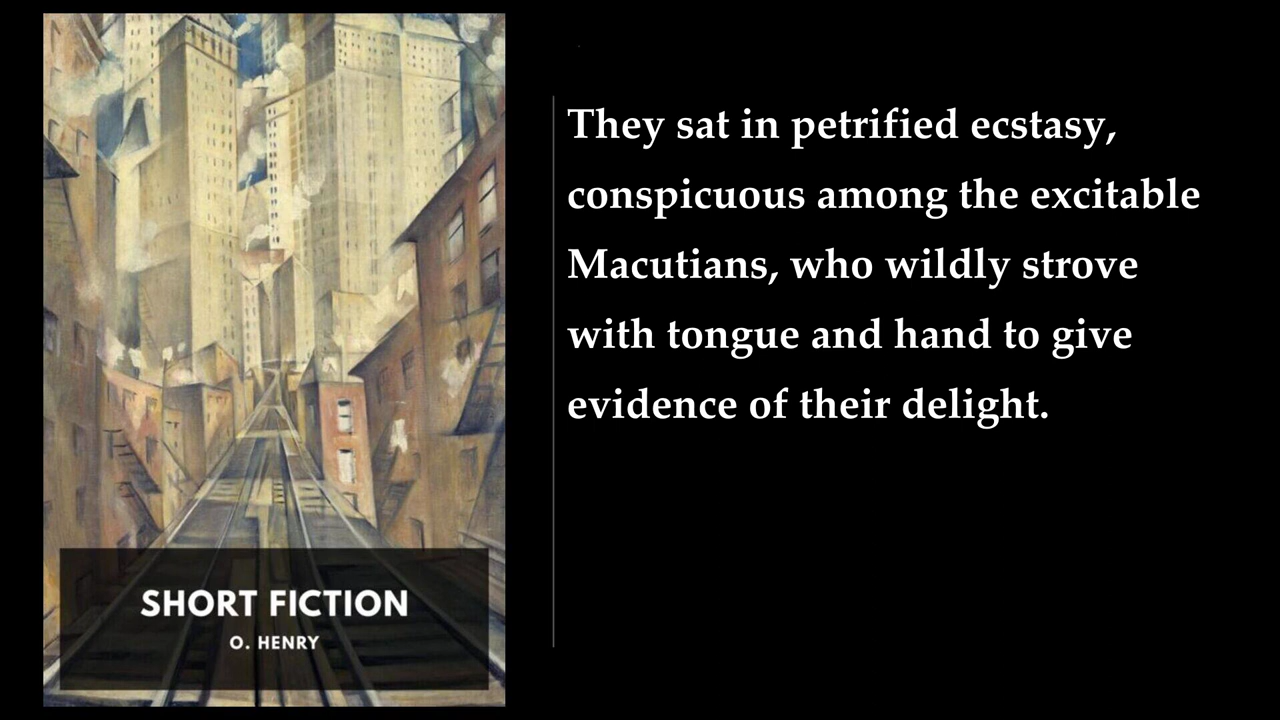 They sat in petrified ecstasy,
conspicuous among the excitable
Macutians, who wildly strove
with tongue and hand to give
evidence of their delight.
SHORT FICTION
O. HENRY